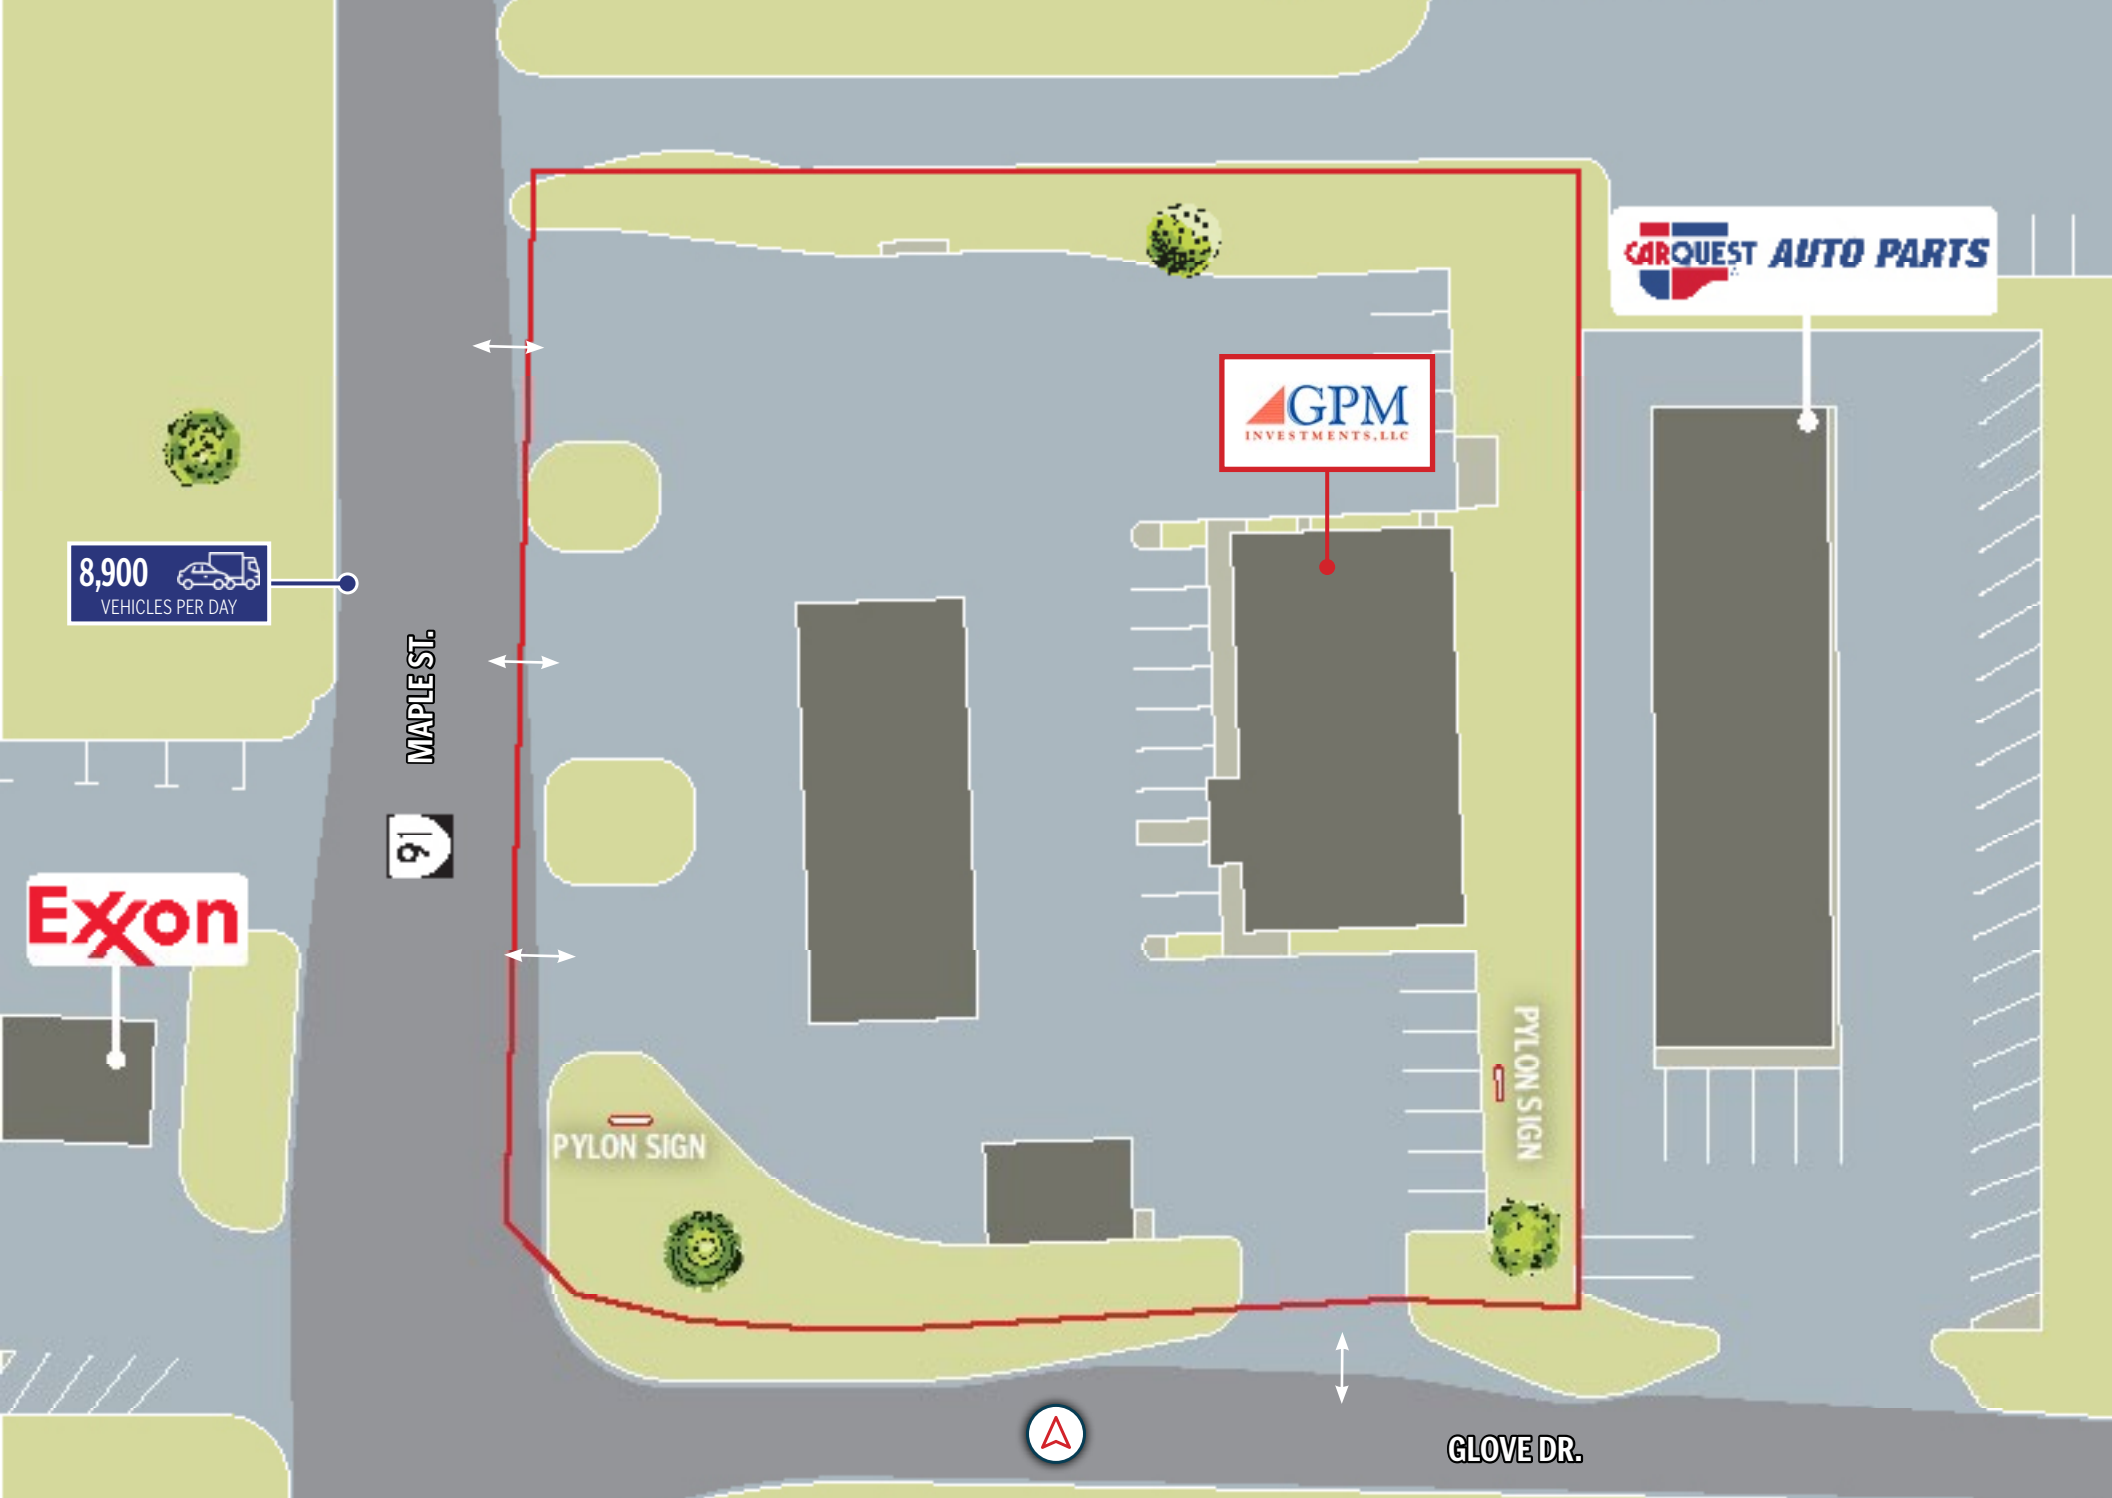 CARQUEST AUTO PARTS
GPM
INVESTMENTS, LLC
8,900
VEHICLES PER DAY
MAPLE ST.
91
Exxon
PYLON SIGN
PYLON SIGN
GLOVE DR.